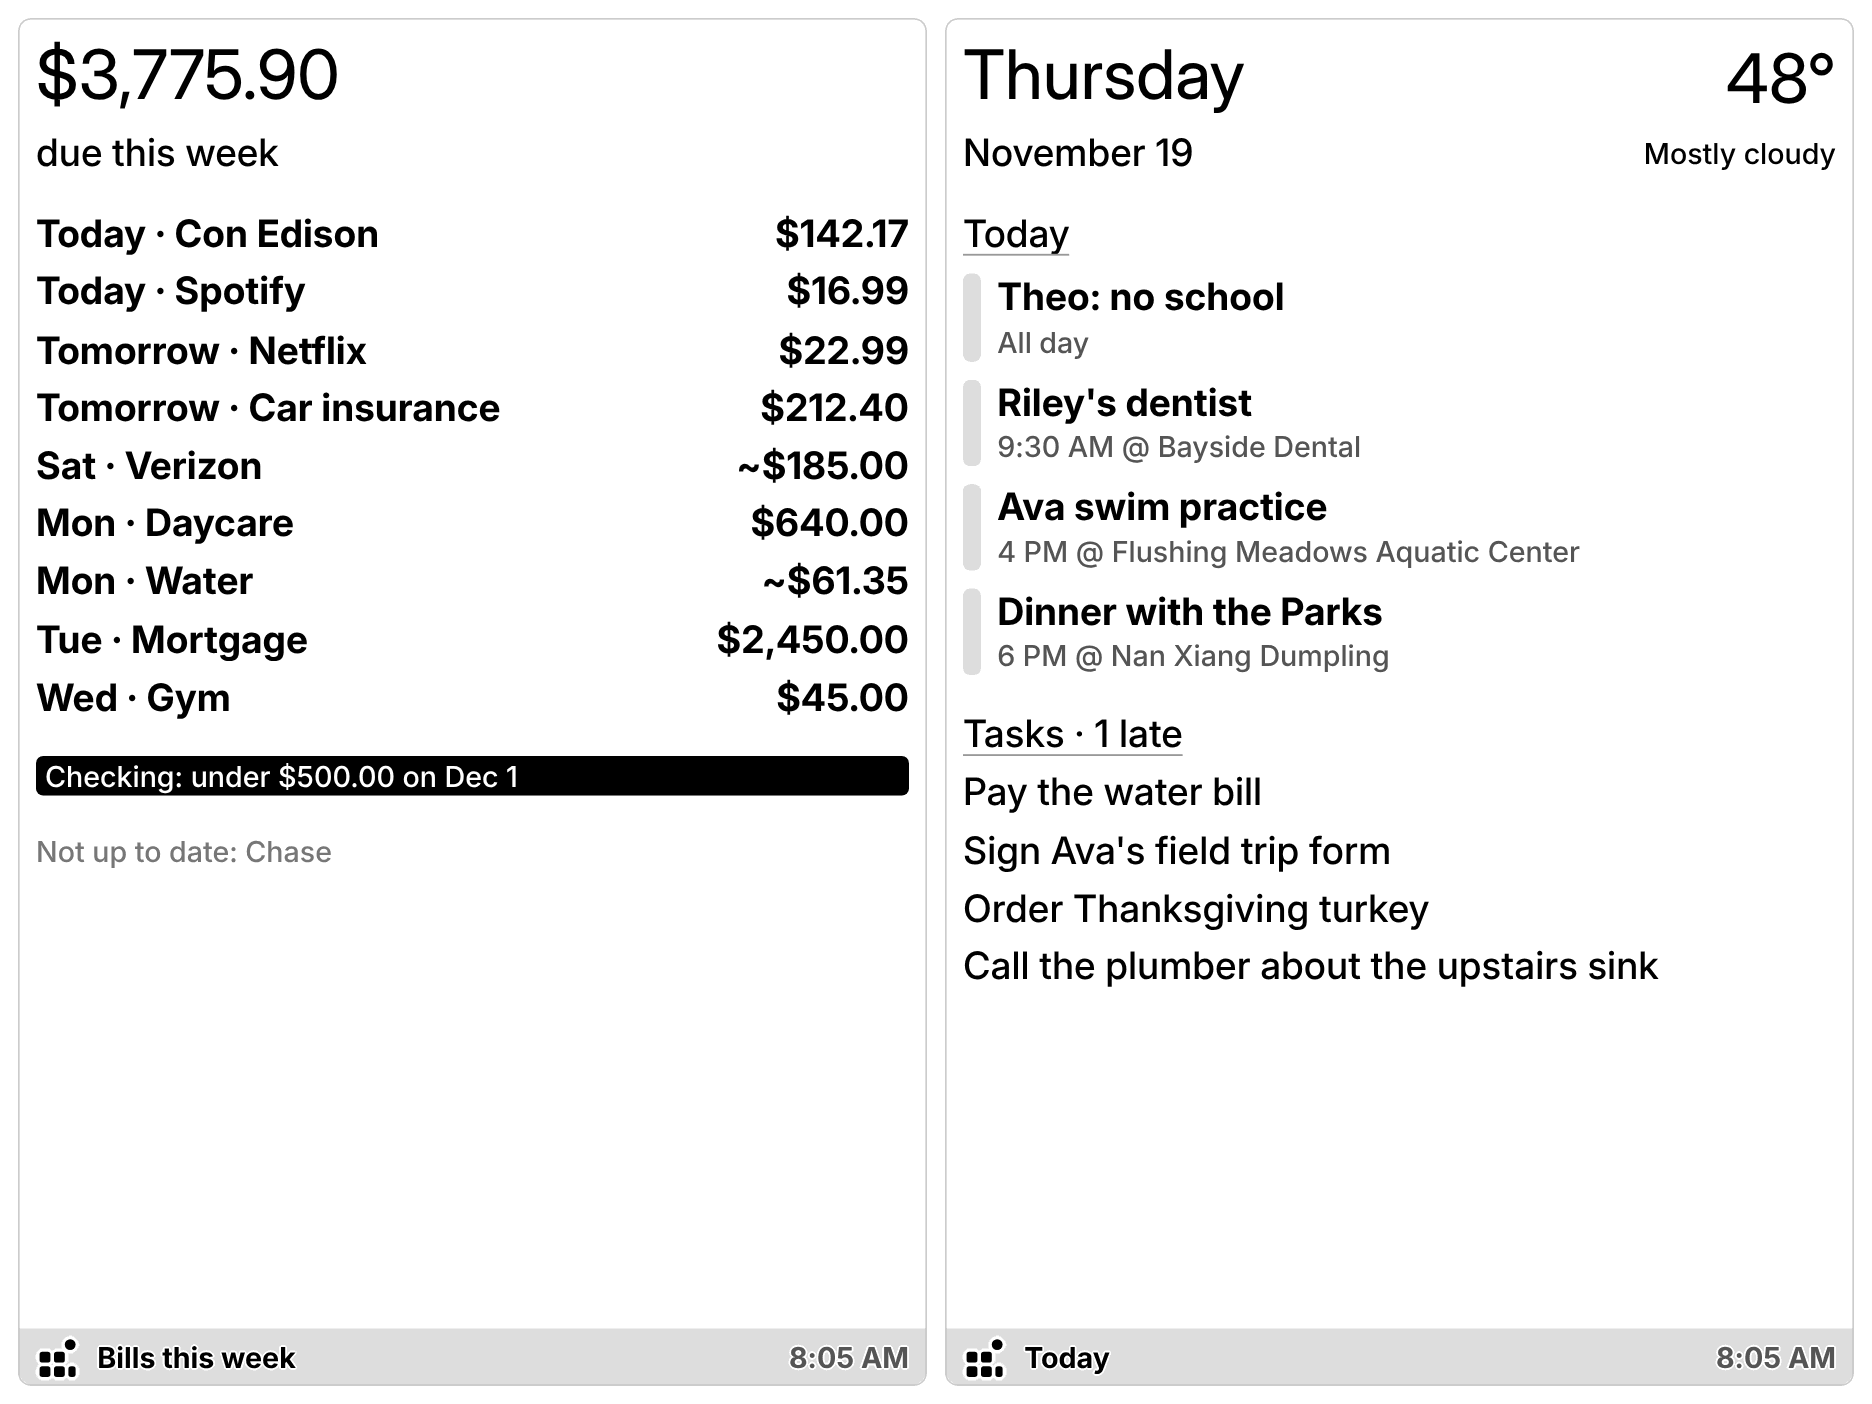 $3,775.90
due this week
Today · Con Edison $142.17
Today · Spotify $16.99
Tomorrow · Netflix $22.99
Tomorrow · Car insurance $212.40
Sat · Verizon ~$185.00
Mon · Daycare $640.00
Mon · Water ~$61.35
Tue · Mortgage $2,450.00
Wed · Gym $45.00
Checking: under $500.00 on Dec 1
Not up to date: Chase
Bills this week 8:05 AM
Thursday 48°
November 19 Mostly cloudy
Today
Theo: no school
All day
Riley's dentist
9:30 AM @ Bayside Dental
Ava swim practice
4 PM @ Flushing Meadows Aquatic Center
Dinner with the Parks
6 PM @ Nan Xiang Dumpling
Tasks · 1 late
Pay the water bill
Sign Ava's field trip form
Order Thanksgiving turkey
Call the plumber about the upstairs sink
Today 8:05 AM